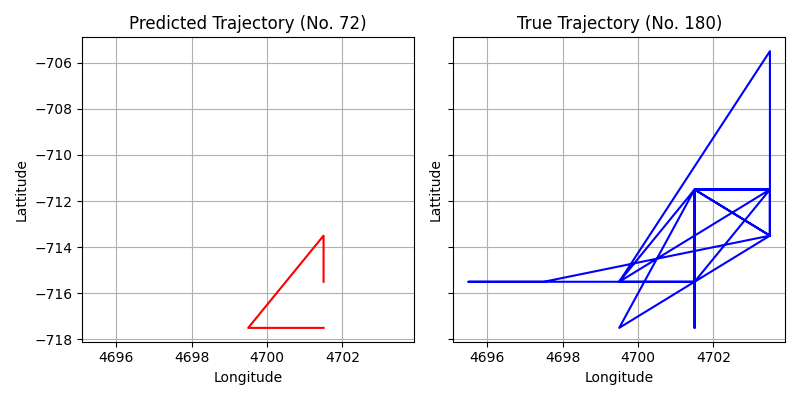 Predicted Trajectory (No. 72)
True Trajectory (No. 180)
−706
−708
−710
−712
−714
−716
−718
Lattitude
Lattitude
4696
4698
4700
4702
4696
4698
4700
4702
Longitude
Longitude